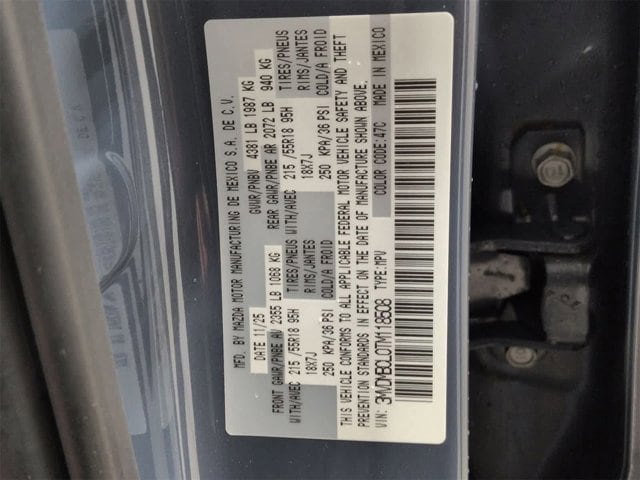 MFD. BY MAZDA MOTOR MANUFACTURING DE MEXICO S.A. DE C.V.
DATE 11/25 GVWR/PNBV 4381 LB 1987 KG
FRONT GAWR/PNBE AV 2355 LB 1068 KG REAR GAWR/PNBE AR 2072 LB 940 KG
WITH/AVEC 215 /55R18 95H TIRES/PNEUS WITH/AVEC 215 /55R18 95H TIRES/PNEUS
18X7J RIMS/JANTES 18X7J RIMS/JANTES
250 KPA/36 PSI COLD/A FROID 250 KPA/36 PSI COLD/A FROID
THIS VEHICLE CONFORMS TO ALL APPLICABLE FEDERAL MOTOR VEHICLE SAFETY AND THEFT
PREVENTION STANDARDS IN EFFECT ON THE DATE OF MANUFACTURE SHOWN ABOVE.
VIN: TYPE:MPV COLOR CODE:47C MADE IN MEXICO